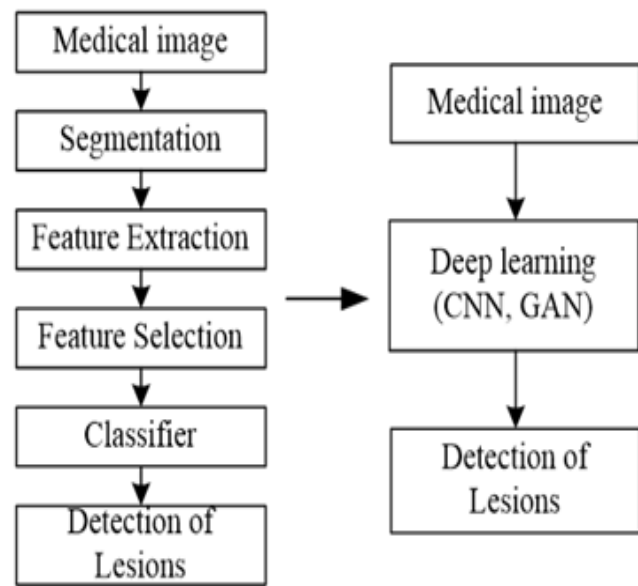 Medical image
Segmentation
Feature Extraction
Feature Selection
Classifier
Detection of
Lesions
Medical image
Deep learning
(CNN, GAN)
Detection of
Lesions